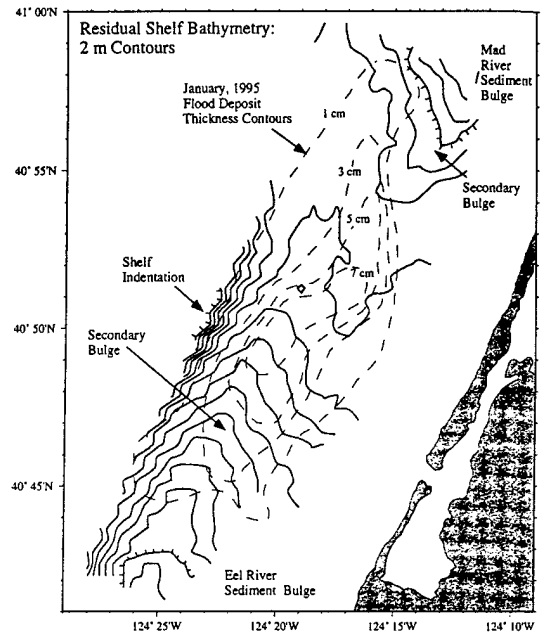 Residual Shelf Bathymetry:
2 m Contours
Mad
River
Sediment
Bulge
January, 1995
Flood Deposit
Thickness Contours
1 cm
3 cm
Secondary
Bulge
5 cm
7 cm
Shelf
Indentation
Secondary
Bulge
Eel River
Sediment Bulge
41° 00'N
40° 55'N
40° 50'N
40° 45'N
124° 25'W
124° 20'W
124° 15'W
124° 10'W